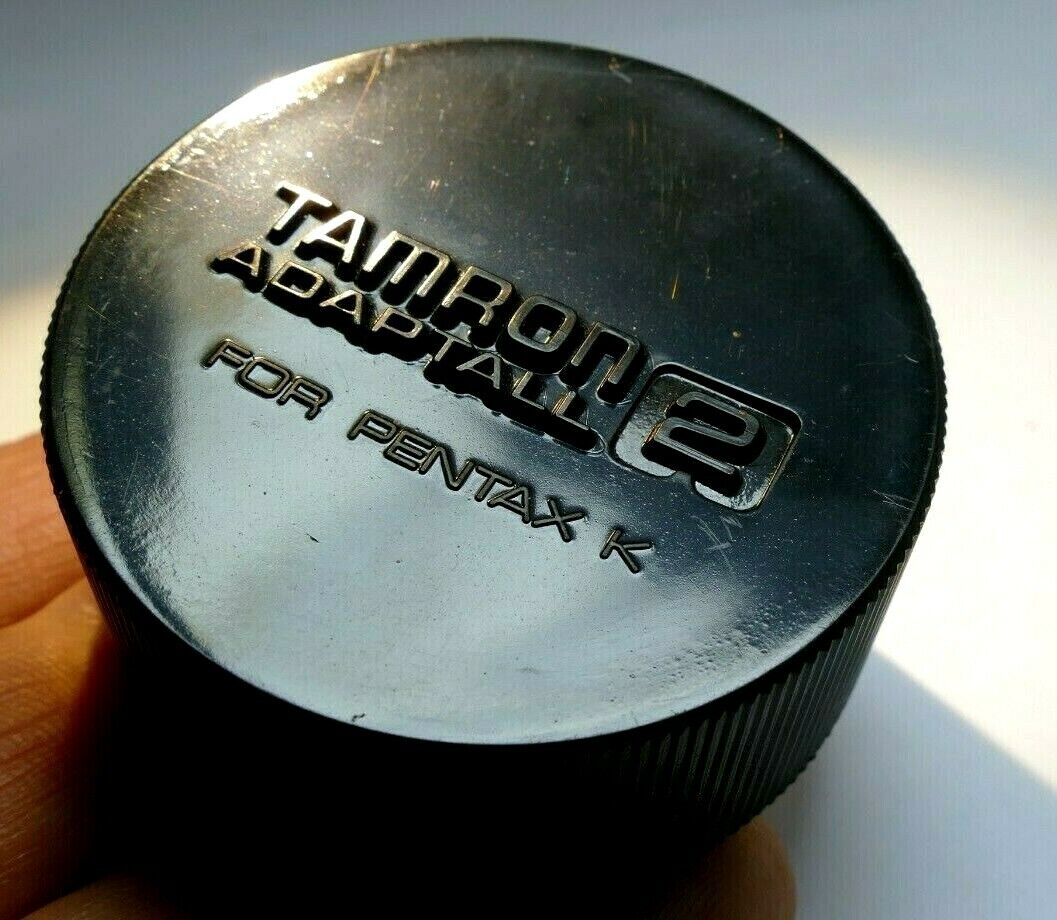 TAMRON
ADAPTALL 2
FOR PENTAX K